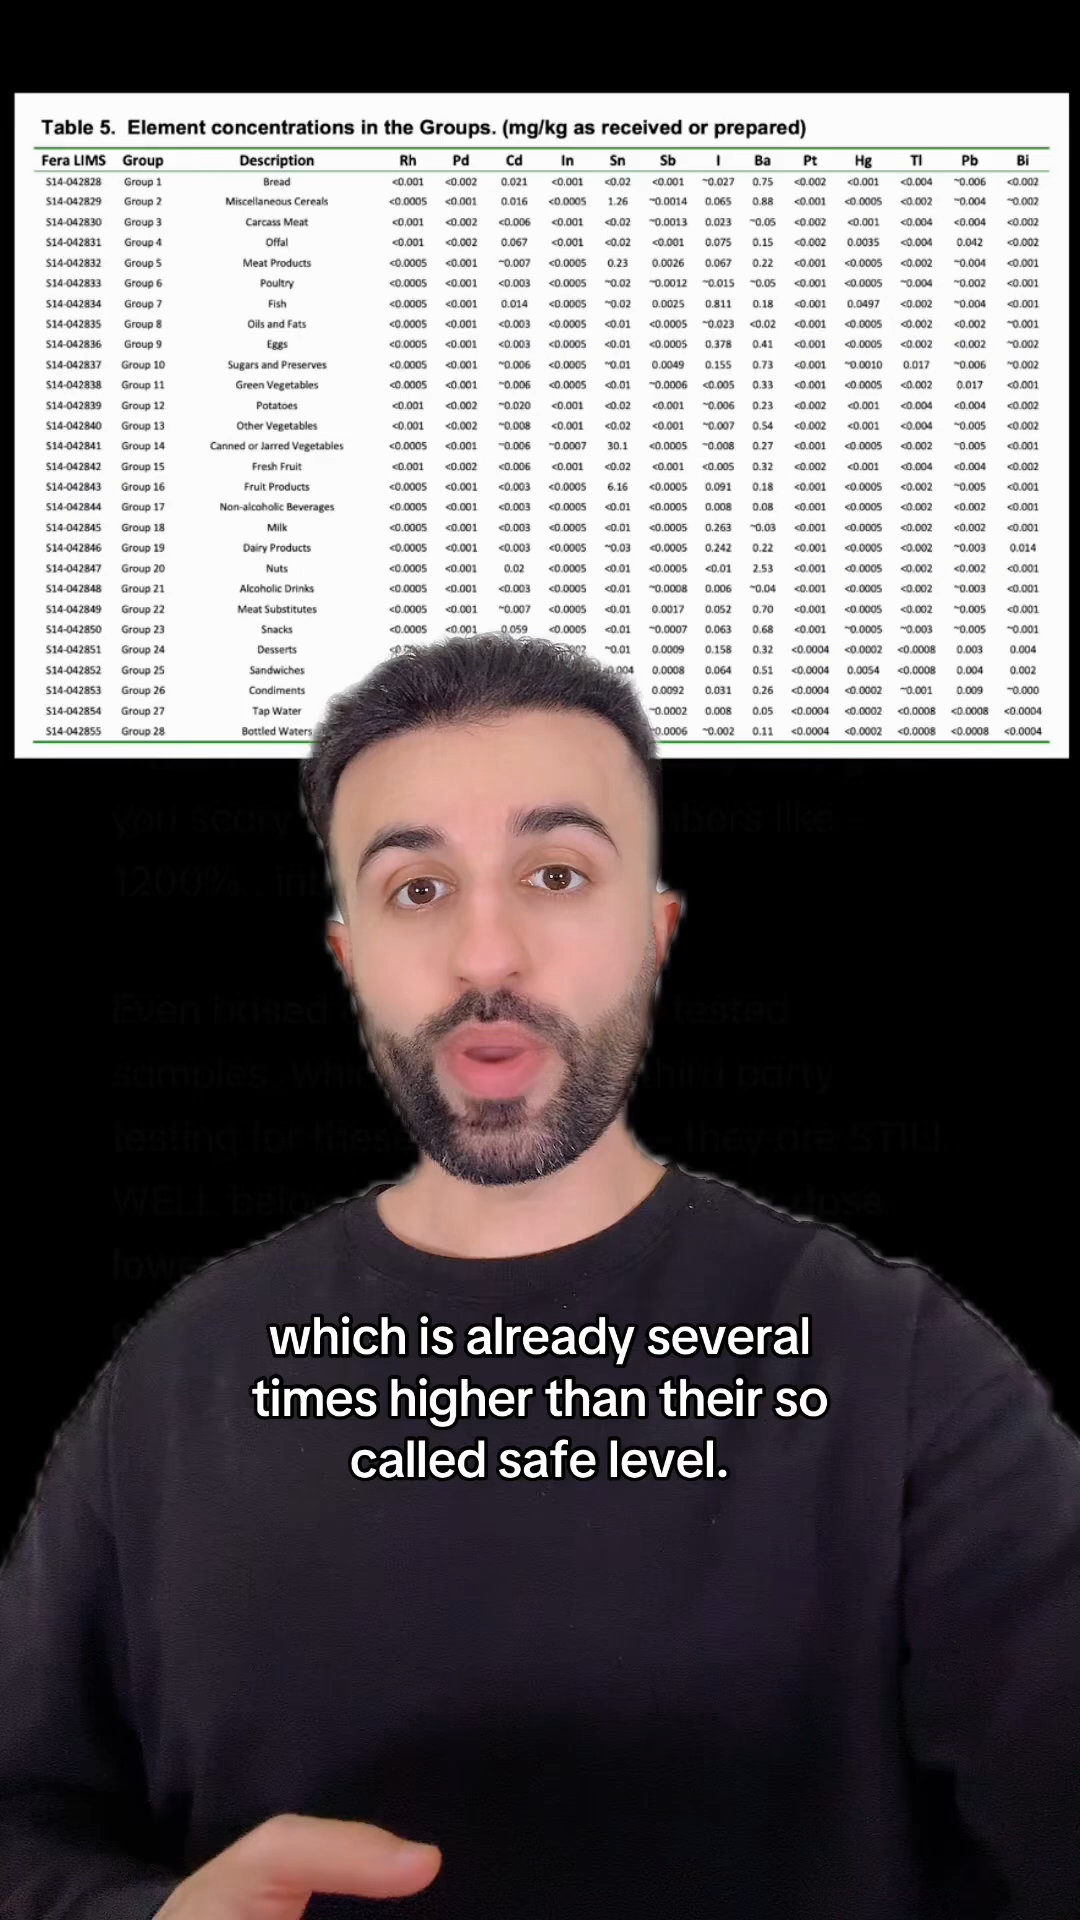 Table 5. Element concentrations in the Groups. (mg/kg as received or prepared)
Fera LIMS Group Description Rh Pd Cd In Sn Sb I Ba Pt Hg Tl Pb Bi
S14-042828 Group 1 Bread <0.001 <0.002 0.021 <0.001 <0.02 <0.001 ~0.027 0.75 <0.002 <0.001 <0.004 ~0.006 <0.002
S14-042829 Group 2 Miscellaneous Cereals <0.0005 <0.001 0.016 <0.0005 1.26 ~0.0014 0.065 0.88 <0.001 <0.0005 <0.002 ~0.004 ~0.002
S14-042830 Group 3 Carcass Meat <0.001 <0.002 <0.006 <0.001 <0.02 ~0.0013 0.023 ~0.05 <0.002 <0.001 <0.004 <0.004 <0.002
S14-042831 Group 4 Offal <0.001 <0.002 0.067 <0.001 <0.02 <0.001 0.075 0.15 <0.002 0.0035 <0.004 0.042 <0.002
S14-042832 Group 5 Meat Products <0.0005 <0.001 ~0.007 <0.0005 0.23 0.0026 0.067 0.22 <0.001 <0.0005 <0.002 ~0.004 <0.001
S14-042833 Group 6 Poultry <0.0005 <0.001 <0.003 <0.0005 ~0.02 ~0.0012 ~0.015 ~0.05 <0.001 <0.0005 ~0.004 ~0.002 <0.001
S14-042834 Group 7 Fish <0.0005 <0.001 0.014 <0.0005 ~0.02 0.0025 0.811 0.18 <0.001 0.0497 <0.002 ~0.004 <0.001
S14-042835 Group 8 Oils and Fats <0.0005 <0.001 <0.003 <0.0005 <0.01 <0.0005 ~0.023 <0.02 <0.001 <0.0005 <0.002 <0.002 ~0.001
S14-042836 Group 9 Eggs <0.0005 <0.001 <0.003 <0.0005 <0.01 <0.0005 0.378 0.41 <0.001 <0.0005 <0.002 <0.002 ~0.002
S14-042837 Group 10 Sugars and Preserves <0.0005 <0.001 ~0.006 <0.0005 ~0.01 0.0049 0.155 0.73 <0.001 ~0.0010 0.017 ~0.006 ~0.002
S14-042838 Group 11 Green Vegetables <0.0005 <0.001 ~0.006 <0.0005 <0.01 ~0.0006 <0.005 0.33 <0.001 <0.0005 <0.002 0.017 <0.001
S14-042839 Group 12 Potatoes <0.001 <0.002 ~0.020 <0.001 <0.02 <0.001 ~0.006 0.23 <0.002 <0.001 <0.004 <0.004 <0.002
S14-042840 Group 13 Other Vegetables <0.001 <0.002 ~0.008 <0.001 <0.02 <0.001 ~0.007 0.54 <0.002 <0.001 <0.004 ~0.005 <0.002
S14-042841 Group 14 Canned or Jarred Vegetables <0.0005 <0.001 ~0.006 ~0.0007 30.1 <0.0005 ~0.008 0.27 <0.001 <0.0005 <0.002 ~0.005 <0.001
S14-042842 Group 15 Fresh Fruit <0.001 <0.002 <0.006 <0.001 <0.02 <0.001 <0.005 0.32 <0.002 <0.001 <0.004 <0.004 <0.002
S14-042843 Group 16 Fruit Products <0.0005 <0.001 <0.003 <0.0005 6.16 <0.0005 0.091 0.18 <0.001 <0.0005 <0.002 ~0.005 <0.001
S14-042844 Group 17 Non-alcoholic Beverages <0.0005 <0.001 <0.003 <0.0005 <0.01 <0.0005 0.008 0.08 <0.001 <0.0005 <0.002 <0.002 <0.001
S14-042845 Group 18 Milk <0.0005 <0.001 <0.003 <0.0005 <0.01 <0.0005 0.263 ~0.03 <0.001 <0.0005 <0.002 <0.002 <0.001
S14-042846 Group 19 Dairy Products <0.0005 <0.001 <0.003 <0.0005 ~0.03 <0.0005 0.242 0.22 <0.001 <0.0005 <0.002 ~0.003 0.014
S14-042847 Group 20 Nuts <0.0005 <0.001 0.02 <0.0005 <0.01 <0.0005 <0.01 2.53 <0.001 <0.0005 <0.002 <0.002 <0.001
S14-042848 Group 21 Alcoholic Drinks <0.0005 <0.001 <0.003 <0.0005 <0.01 ~0.0008 0.006 ~0.04 <0.001 <0.0005 <0.002 ~0.003 <0.001
S14-042849 Group 22 Meat Substitutes <0.0005 <0.001 ~0.007 <0.0005 <0.01 0.0017 0.052 0.70 <0.001 <0.0005 <0.002 ~0.005 <0.001
S14-042850 Group 23 Snacks <0.0005 <0.001 0.059 <0.0005 <0.01 ~0.0007 0.063 0.68 <0.001 ~0.0005 ~0.003 ~0.005 ~0.001
S14-042851 Group 24 Desserts ~0.01 0.0009 0.158 0.32 <0.0004 <0.0002 <0.0008 0.003 0.004
S14-042852 Group 25 Sandwiches 0.0008 0.064 0.51 <0.0004 0.0054 <0.0008 0.004 0.002
S14-042853 Group 26 Condiments 0.0092 0.031 0.26 <0.0004 <0.0002 ~0.001 0.009 ~0.000
S14-042854 Group 27 Tap Water ~0.0002 0.008 0.05 <0.0004 <0.0002 <0.0008 <0.0008 <0.0004
S14-042855 Group 28 Bottled Waters ~0.002 0.11 <0.0004 <0.0002 <0.0008 <0.0008 <0.0004
you scary like -
1200%
Even based tested
samples. third party
testing for they are STILL
WELL
which is already several
times higher than their so
called safe level.